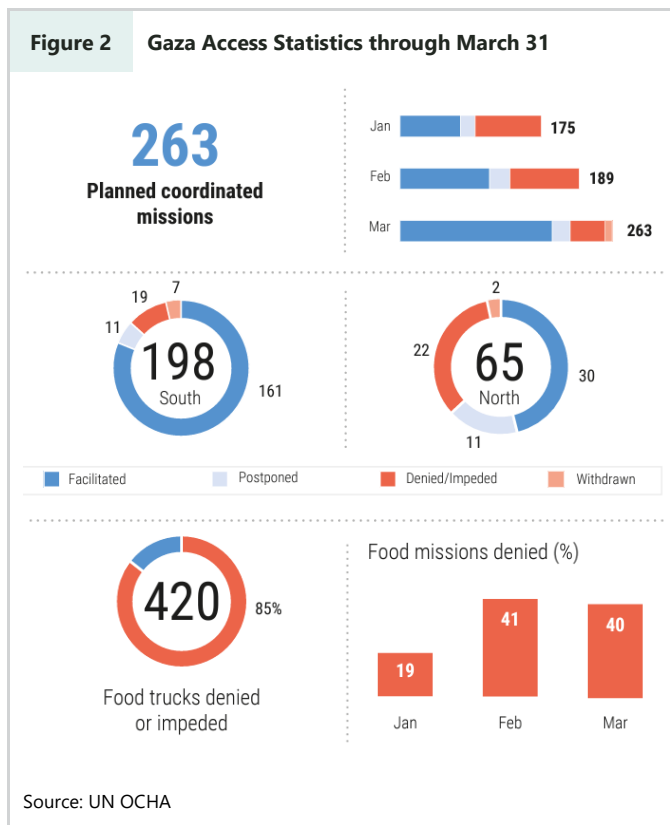 Figure 2 Gaza Access Statistics through March 31
263
Planned coordinated
missions
Jan 175
Feb 189
Mar 263
7
19
11
198
South
161
2
22
65
North
30
11
Facilitated Postponed Denied/Impeded Withdrawn
420
85%
Food trucks denied
or impeded
Food missions denied (%)
19 41 40
Jan Feb Mar
Source: UN OCHA